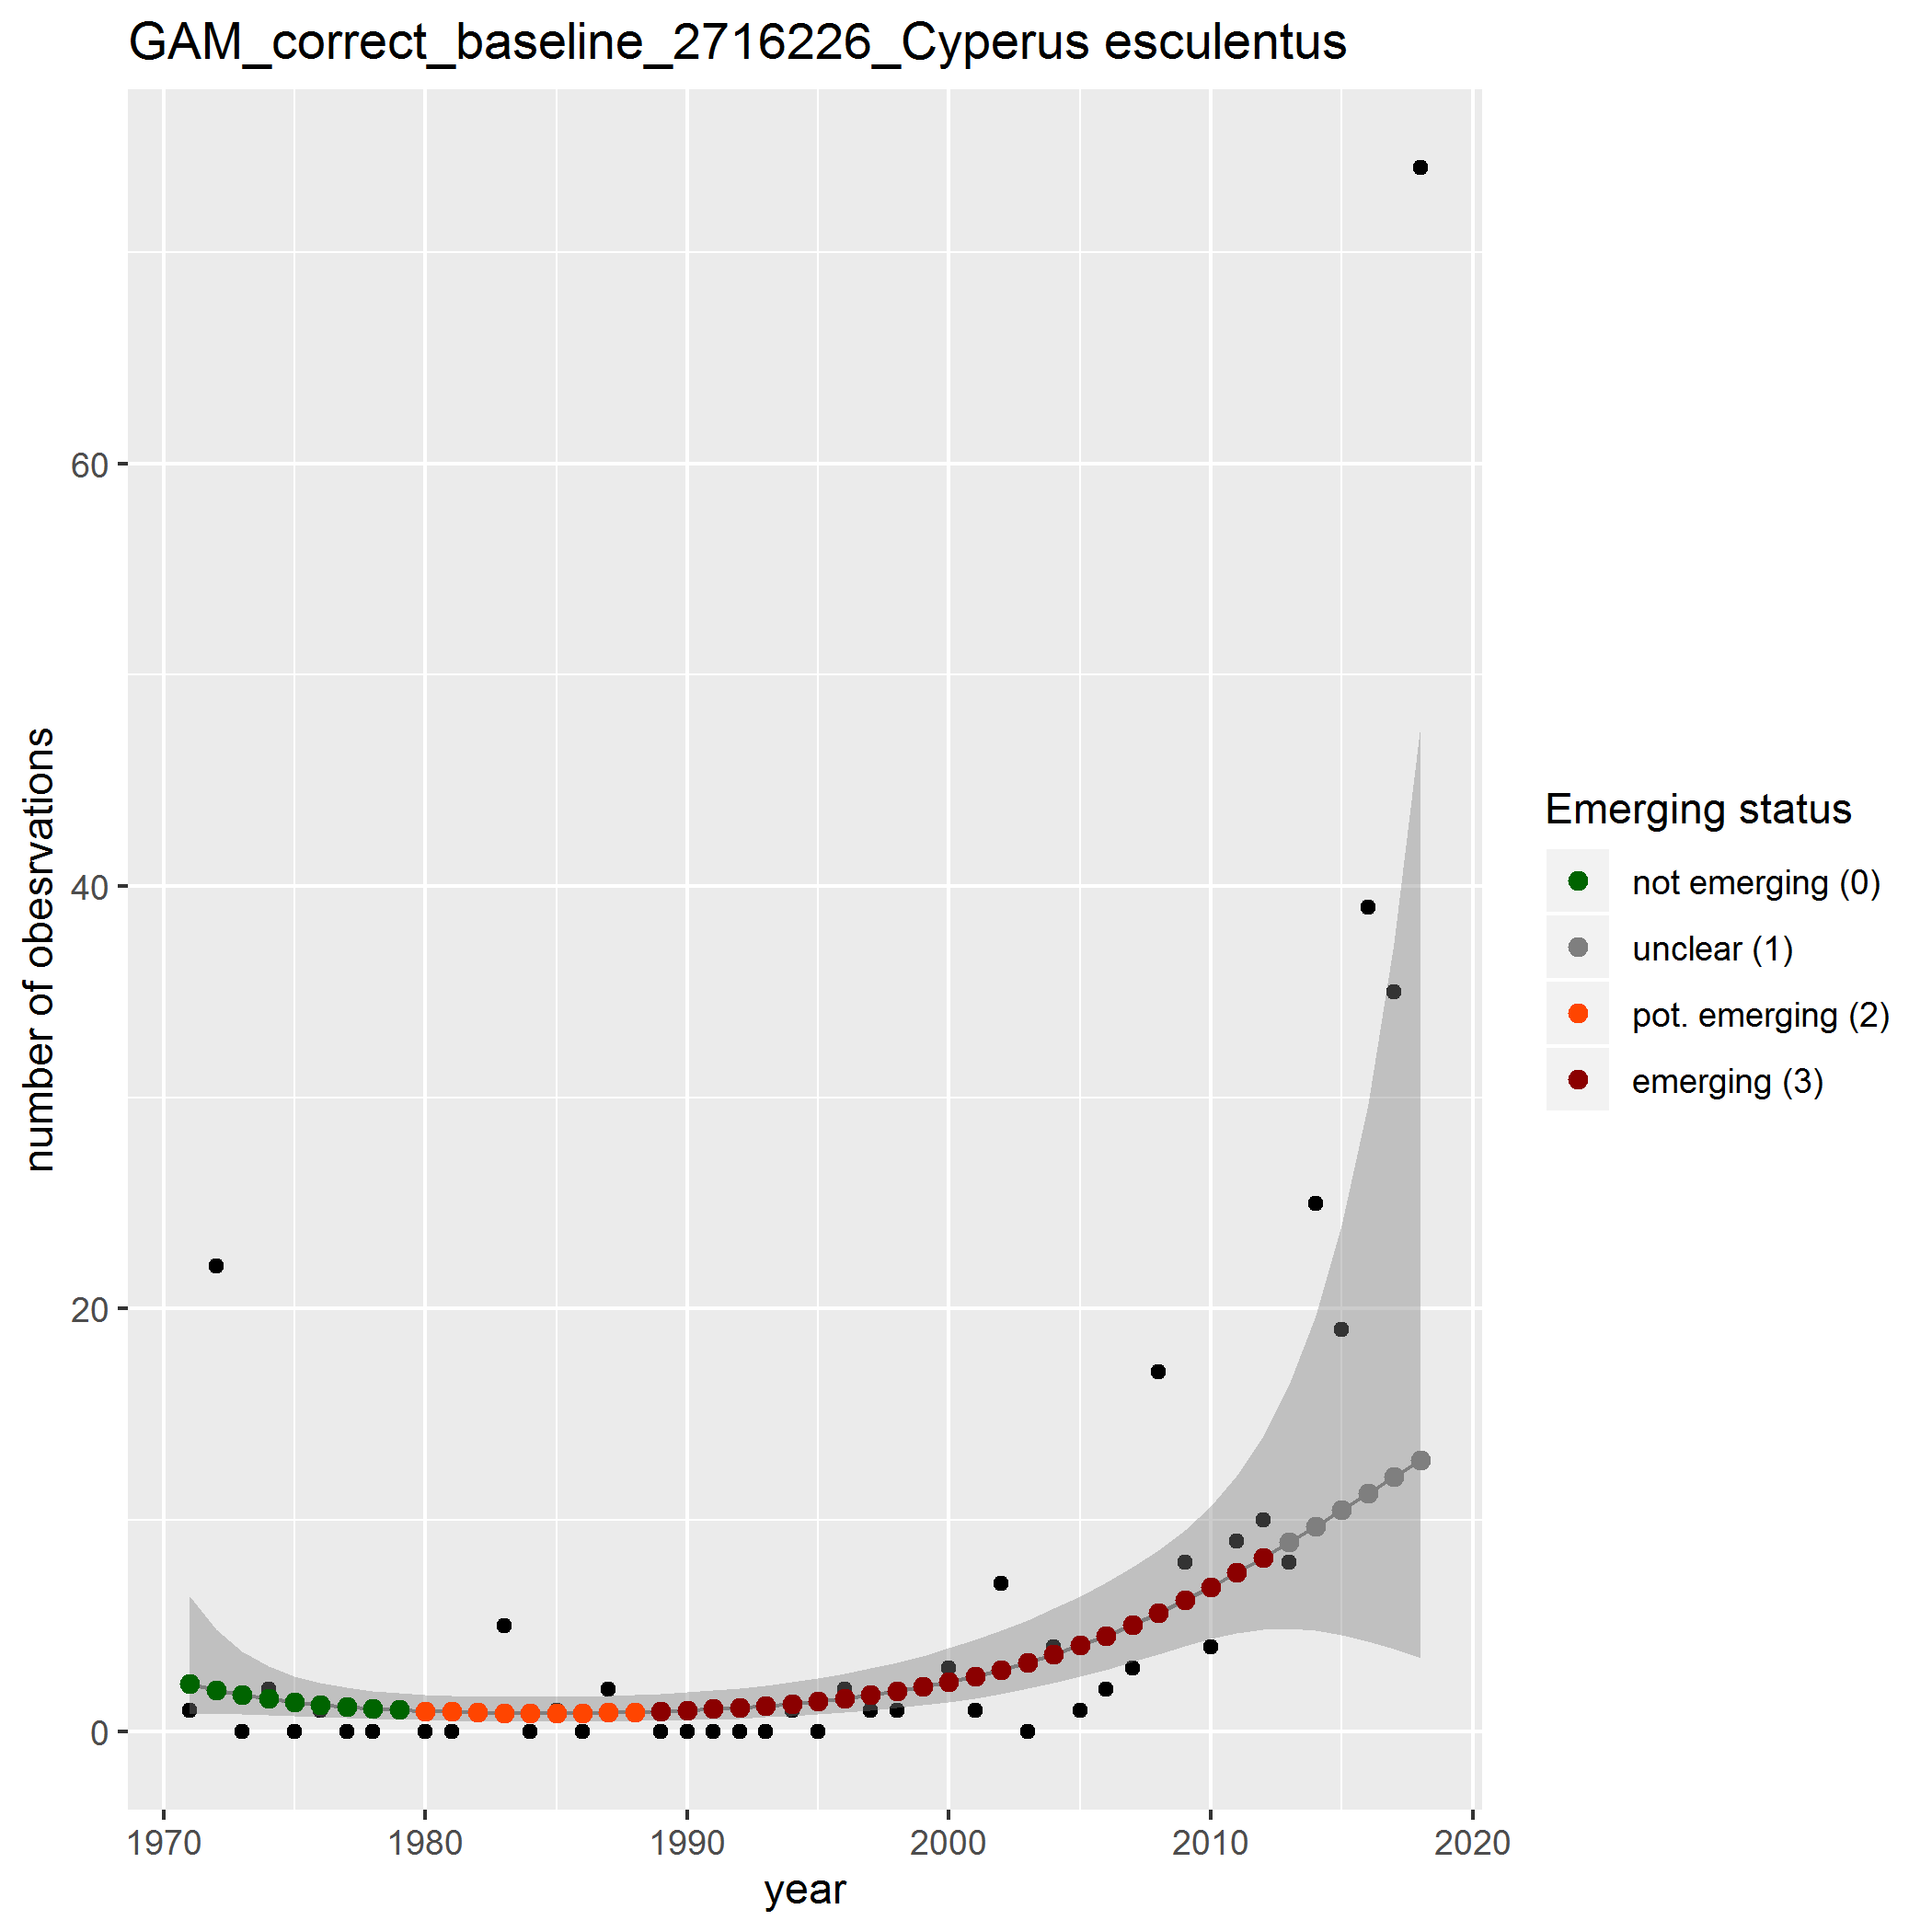 GAM_correct_baseline_2716226_Cyperus esculentus
number of obesrvations
60
40
20
0
1970 1980 1990 2000 2010 2020
year
Emerging status
not emerging (0)
unclear (1)
pot. emerging (2)
emerging (3)